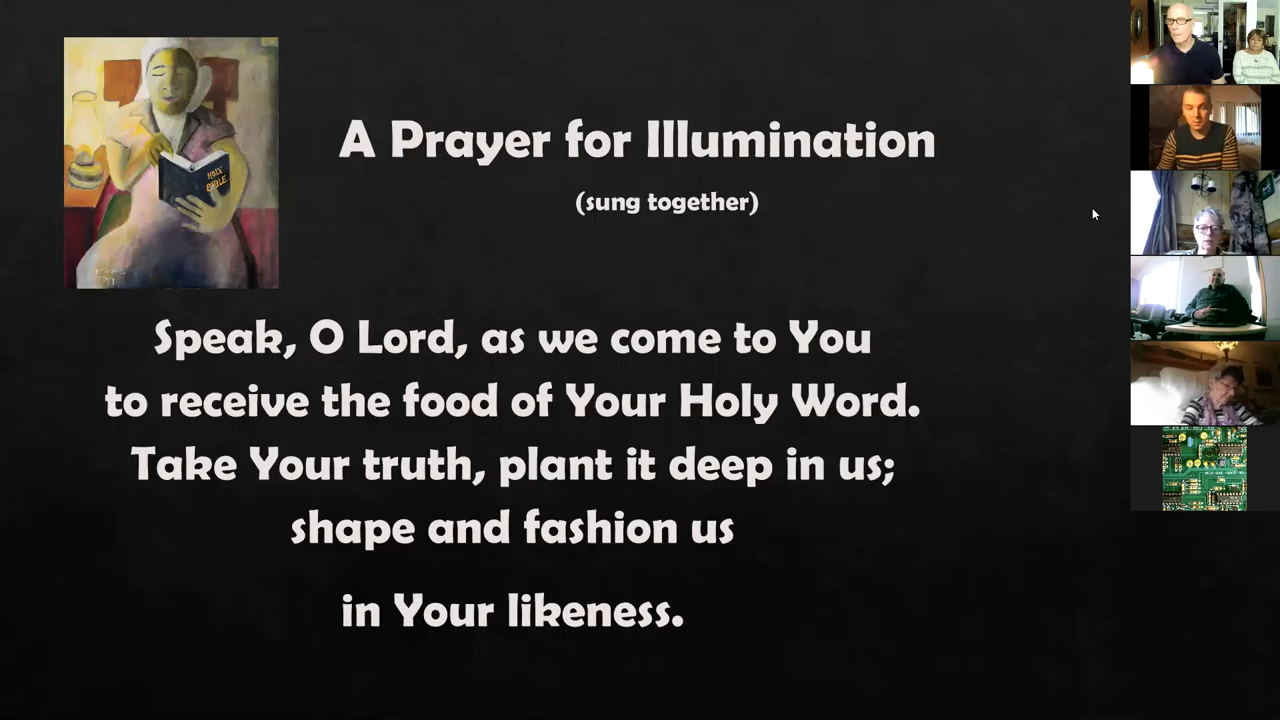 A Prayer for Illumination
(sung together)
HOLY
BIBLE
Speak, O Lord, as we come to You
to receive the food of Your Holy Word.
Take Your truth, plant it deep in us;
shape and fashion us
in Your likeness.